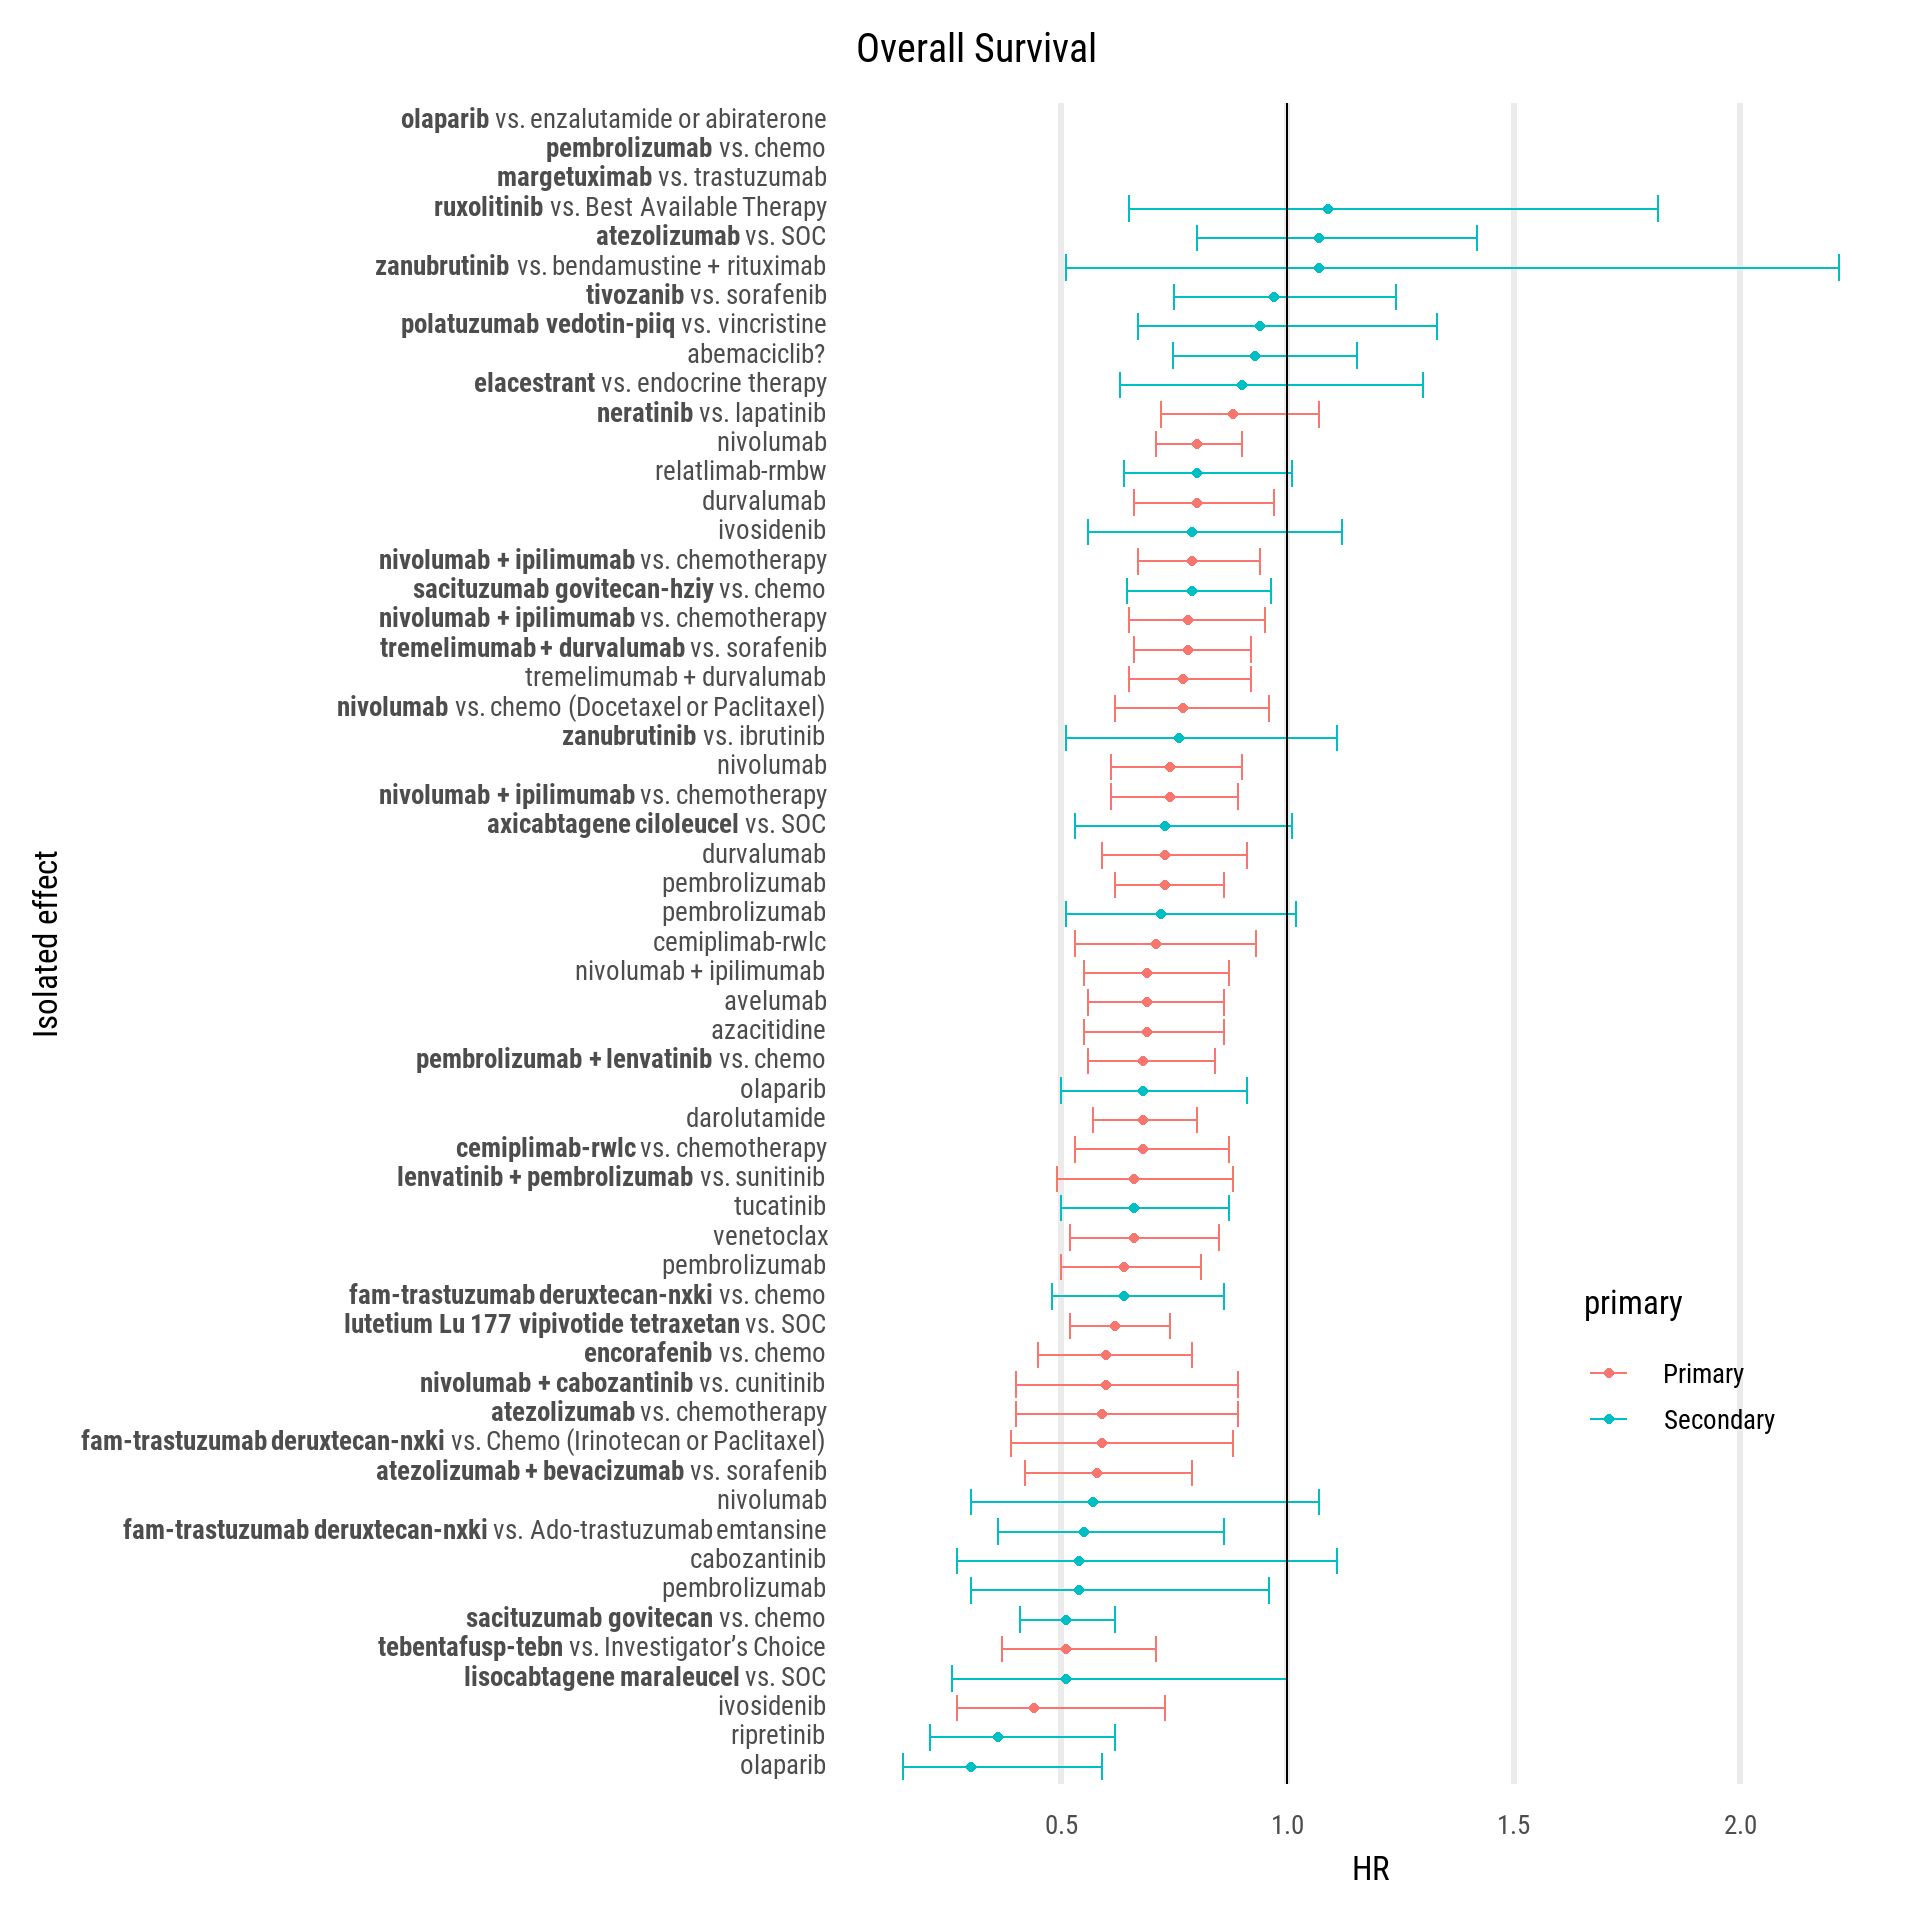 Overall Survival
olaparib vs. enzalutamide or abiraterone
pembrolizumab vs. chemo
margetuximab vs. trastuzumab
ruxolitinib vs. Best Available Therapy
atezolizumab vs. SOC
zanubrutinib vs. bendamustine + rituximab
tivozanib vs. sorafenib
polatuzumab vedotin-piiq vs. vincristine
abemaciclib?
elacestrant vs. endocrine therapy
neratinib vs. lapatinib
nivolumab
relatlimab-rmbw
durvalumab
ivosidenib
nivolumab + ipilimumab vs. chemotherapy
sacituzumab govitecan-hziy vs. chemo
nivolumab + ipilimumab vs. chemotherapy
tremelimumab + durvalumab vs. sorafenib
tremelimumab + durvalumab
nivolumab vs. chemo (Docetaxel or Paclitaxel)
zanubrutinib vs. ibrutinib
nivolumab
nivolumab + ipilimumab vs. chemotherapy
axicabtagene ciloleucel vs. SOC
durvalumab
pembrolizumab
pembrolizumab
cemiplimab-rwlc
nivolumab + ipilimumab
avelumab
azacitidine
pembrolizumab + lenvatinib vs. chemo
olaparib
darolutamide
cemiplimab-rwlc vs. chemotherapy
lenvatinib + pembrolizumab vs. sunitinib
tucatinib
venetoclax
pembrolizumab
fam-trastuzumab deruxtecan-nxki vs. chemo
lutetium Lu 177 vipivotide tetraxetan vs. SOC
encorafenib vs. chemo
nivolumab + cabozantinib vs. cunitinib
atezolizumab vs. chemotherapy
fam-trastuzumab deruxtecan-nxki vs. Chemo (Irinotecan or Paclitaxel)
atezolizumab + bevacizumab vs. sorafenib
nivolumab
fam-trastuzumab deruxtecan-nxki vs. Ado-trastuzumab emtansine
cabozantinib
pembrolizumab
sacituzumab govitecan vs. chemo
tebentafusp-tebn vs. Investigator’s Choice
lisocabtagene maraleucel vs. SOC
ivosidenib
ripretinib
olaparib
Isolated effect
primary
Primary
Secondary
0.5 1.0 1.5 2.0
HR